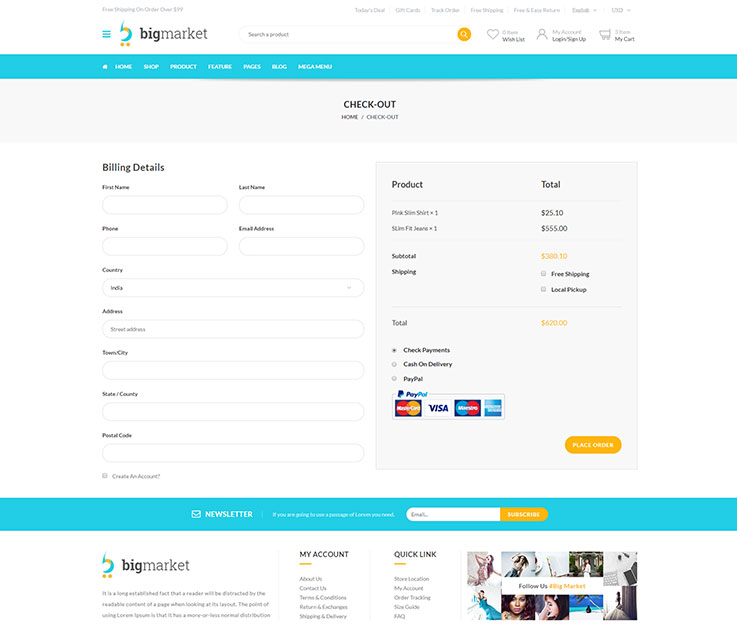 Free Shipping On Order Over $99
Today's Deal Gift Cards Track Order Free Shipping Free & Easy Return English USD
bigmarket
Search a product
0 Item
Wish List
My Account
Login/Sign Up
3 Items
My Cart
HOME SHOP PRODUCT FEATURE PAGES BLOG MEGA MENU
CHECK-OUT
HOME / CHECK-OUT
Billing Details
First Name Last Name
Phone Email Address
Country
India
Address
Street address
Town/City
State / County
Postal Code
Create An Account?
Product Total
Pink Slim Shirt × 1 $25.10
SLim Fit Jeans × 1 $555.00
Subtotal $380.10
Shipping Free Shipping
Local Pickup
Total $620.00
Check Payments
Cash On Delivery
PayPal
PayPal
MasterCard VISA Maestro
PLACE ORDER
NEWSLETTER If you are going to use a passage of Lorem you need. Email... SUBSCRIBE
bigmarket
It is a long established fact that a reader will be distracted by the
readable content of a page when looking at its layout. The point of
using Lorem Ipsum is that it has a more-or-less normal distribution
MY ACCOUNT
About Us
Contact Us
Terms & Conditions
Return & Exchanges
Shipping & Delivery
QUICK LINK
Store Location
My Account
Order Tracking
Size Guide
FAQ
Follow Us #Big Market